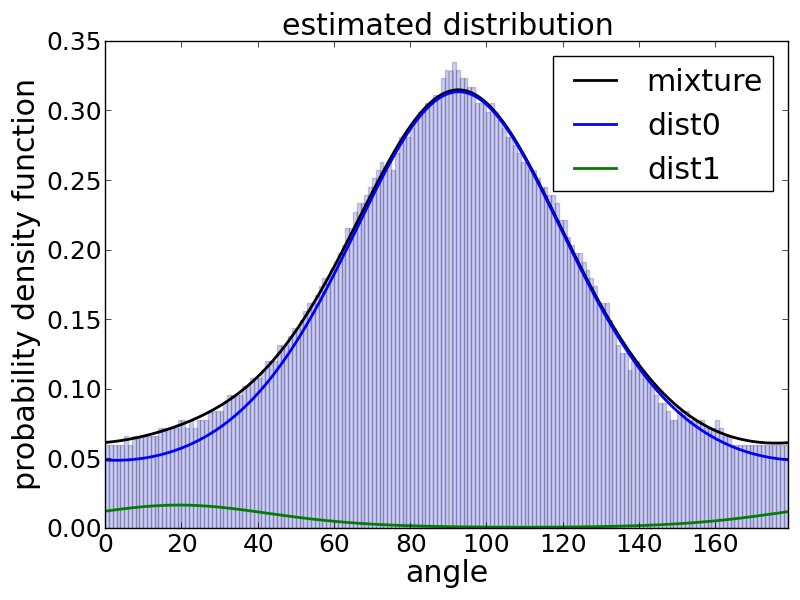 estimated distribution
probability density function
0.35
0.30
0.25
0.20
0.15
0.10
0.05
0.00
mixture
dist0
dist1
0 20 40 60 80 100 120 140 160
angle